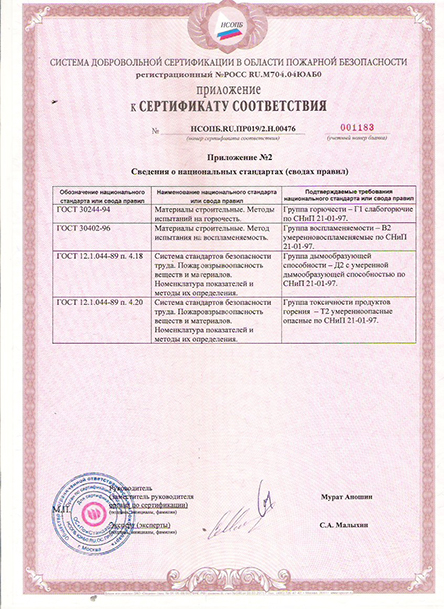 НСОПБ
СИСТЕМА ДОБРОВОЛЬНОЙ СЕРТИФИКАЦИИ В ОБЛАСТИ ПОЖАРНОЙ БЕЗОПАСНОСТИ
регистрационный №РОСС RU.М704.04ЮАБ0
приложение
к СЕРТИФИКАТУ СООТВЕТСТВИЯ
№ НСОПБ.RU.ПР019/2.Н.00476 001183
(номер сертификата соответствия) (учетный номер бланка)
Приложение №2
Сведения о национальных стандартах (сводах правил)
Обозначение национального стандарта или свода правил
Наименование национального стандарта или свода правил
Подтверждаемые требования национального стандарта или свода правил
ГОСТ 30244-94
Материалы строительные. Методы
испытаний на горючесть.
Группа горючести – Г1 слабогорючие
по СНиП 21-01-97.
ГОСТ 30402-96
Материалы строительные. Метод
испытания на воспламеняемость.
Группа воспламеняемости – В2
умеренновоспламеняемые по СНиП
21-01-97.
ГОСТ 12.1.044-89 п. 4.18
Система стандартов безопасности
труда. Пожаровзрывоопасность
веществ и материалов.
Номенклатура показателей и
методы их определения.
Группа дымообразующей
способности – Д2 с умеренной
дымообразующей способностью по
СНиП 21-01-97.
ГОСТ 12.1.044-89 п. 4.20
Система стандартов безопасности
труда. Пожаровзрывоопасность
веществ и материалов.
Номенклатура показателей и
методы их определения.
Группа токсичности продуктов
горения – Т2 умеренноопасные
опасные по СНиП 21-01-97.
Руководитель
(заместитель руководителя
органа по сертификации)
(подпись, инициалы, фамилия)
Мурат Аношин
М.П.
Эксперт (эксперты)
(подпись, инициалы, фамилия)
С.А. Малыхин
г. Москва